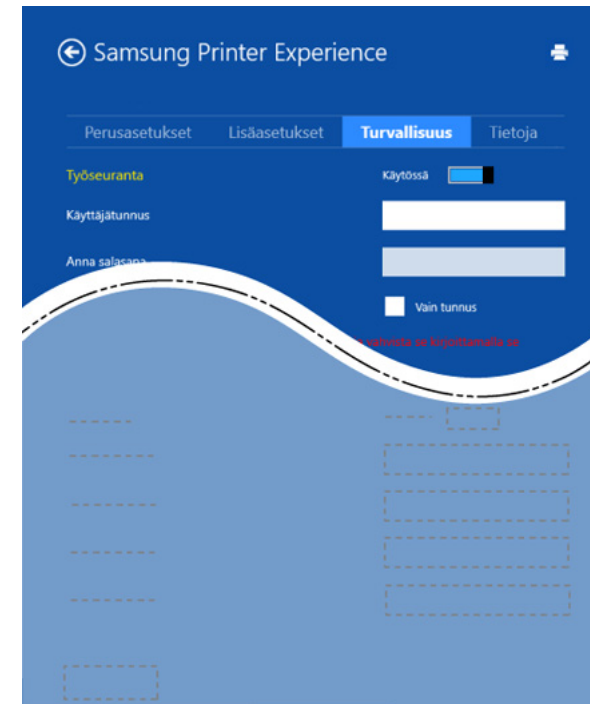 Samsung Printer Experience
Perusasetukset Lisäasetukset Turvallisuus Tietoja
Työseuranta Käytössä
Käyttäjätunnus
Anna salasana
Vain tunnus
vahvista se kirjoittamalla se